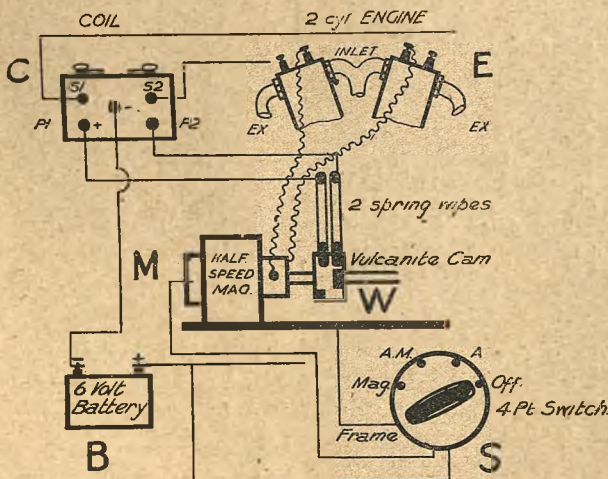 COIL
2 cyr ENGINE
C
S1
S2
INLET
E
P1
+
-
P2
EX
EX
2 spring wipes
M
HALF
SPEED
MAG.
Vulcanite Cam
W
A.M.
A
Mag.
Off.
4 Pt Switch.
- +
6 Volt
Battery
Frame
B
S